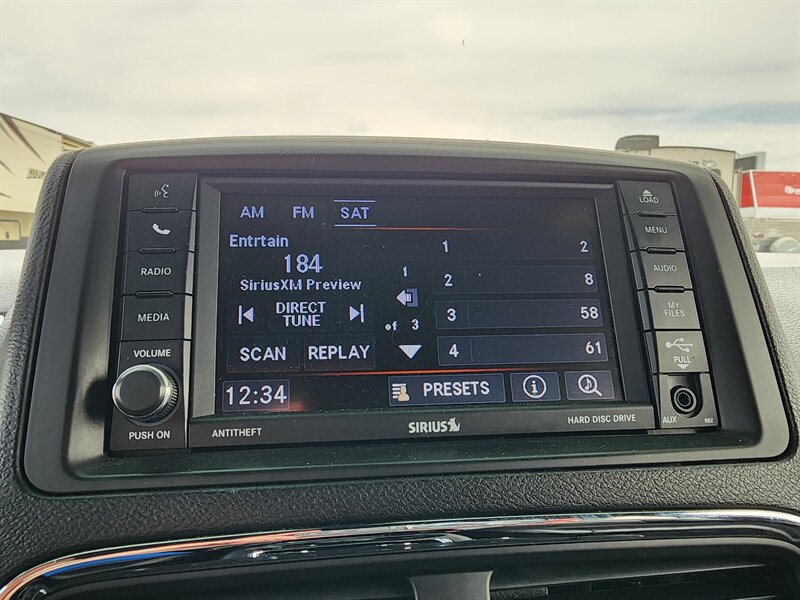 AM FM SAT
Entrtain
184
SiriusXM Preview
DIRECT
TUNE
SCAN REPLAY
1
of 3
1 2
2 8
3 58
4 61
12:34 PRESETS
RADIO
MEDIA
VOLUME
PUSH ON
ANTITHEFT
SIRIUS
HARD DISC DRIVE
LOAD
MENU
AUDIO
MY
FILES
PULL
AUX
RBZ